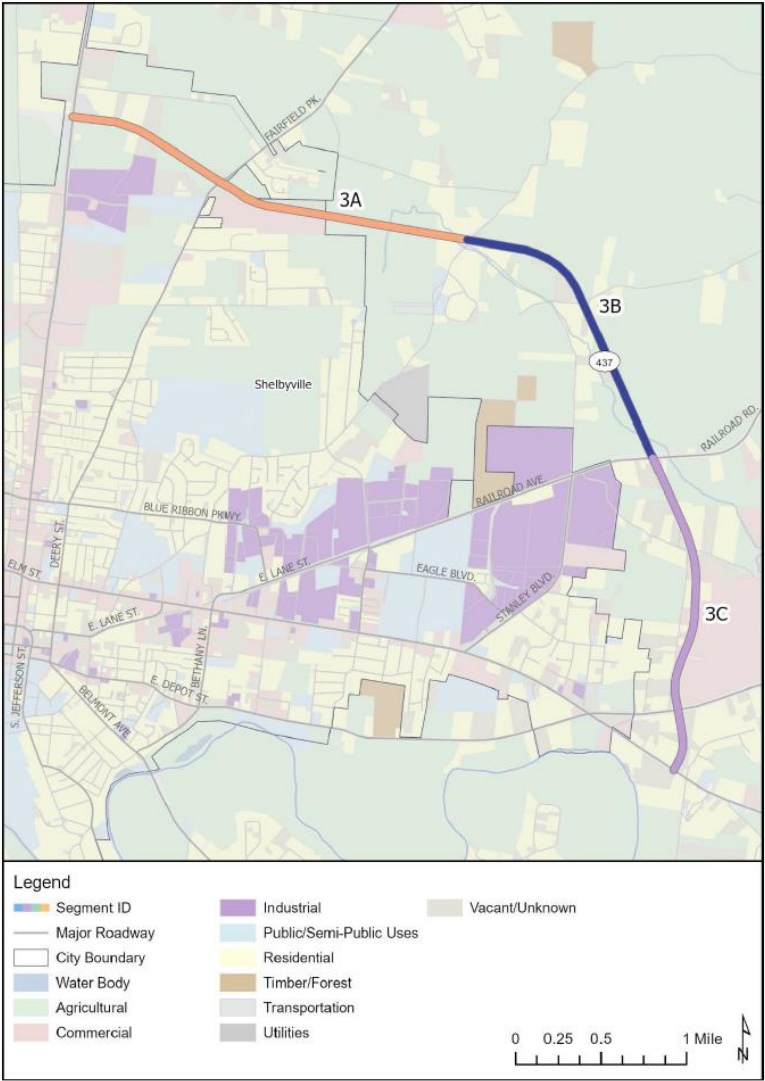 FAIRFIELD PK.
3A
3B
437
Shelbyville
RAILROAD RD.
RAILROAD AVE.
BLUE RIBBON PKWY.
DEERY ST.
E. LANE ST.
EAGLE BLVD.
ELM ST.
STANLEY BLVD.
3C
E. LANE ST.
BETHANY LN.
S. JEFFERSON ST.
E. DEPOT ST.
BELMONT AVE.
Legend
Segment ID
Major Roadway
City Boundary
Water Body
Agricultural
Commercial
Industrial
Public/Semi-Public Uses
Residential
Timber/Forest
Transportation
Utilities
Vacant/Unknown
0 0.25 0.5 1 Mile
N